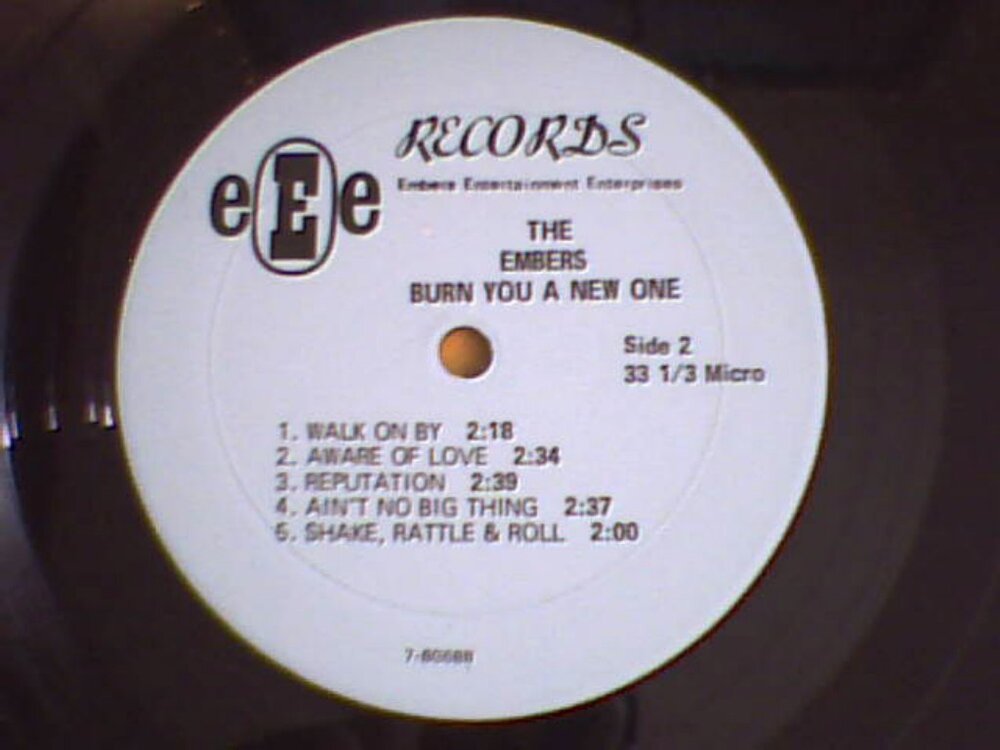 eEe
RECORDS
Embers Entertainment Enterprises
THE
EMBERS
BURN YOU A NEW ONE
Side 2
33 1/3 Micro
1. WALK ON BY 2:18
2. AWARE OF LOVE 2:34
3. REPUTATION 2:39
4. AIN'T NO BIG THING 2:37
5. SHAKE, RATTLE & ROLL 2:00